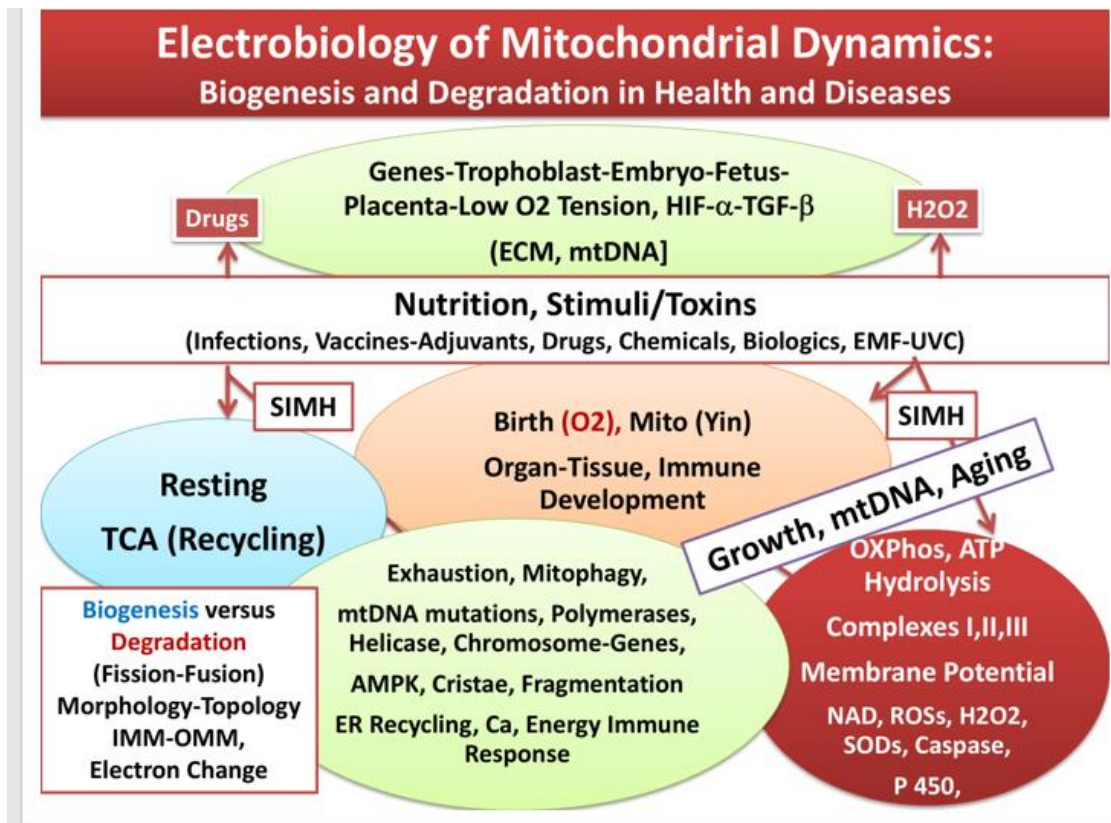 Electrobiology of Mitochondrial Dynamics:
Biogenesis and Degradation in Health and Diseases
Genes-Trophoblast-Embryo-Fetus-
Placenta-Low O2 Tension, HIF-α-TGF-β
(ECM, mtDNA]
Drugs
H2O2
Nutrition, Stimuli/Toxins
(Infections, Vaccines-Adjuvants, Drugs, Chemicals, Biologics, EMF-UVC)
SIMH
SIMH
Birth (O2), Mito (Yin)
Organ-Tissue, Immune
Development
Resting
TCA (Recycling)
Growth, mtDNA, Aging
Exhaustion, Mitophagy,
mtDNA mutations, Polymerases,
Helicase, Chromosome-Genes,
AMPK, Cristae, Fragmentation
ER Recycling, Ca, Energy Immune
Response
OXPhos, ATP
Hydrolysis
Complexes I,II,III
Membrane Potential
NAD, ROSs, H2O2,
SODs, Caspase,
P 450,
Biogenesis versus
Degradation
(Fission-Fusion)
Morphology-Topology
IMM-OMM,
Electron Change